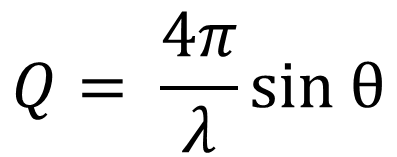 Q = 4π/λ sin θ